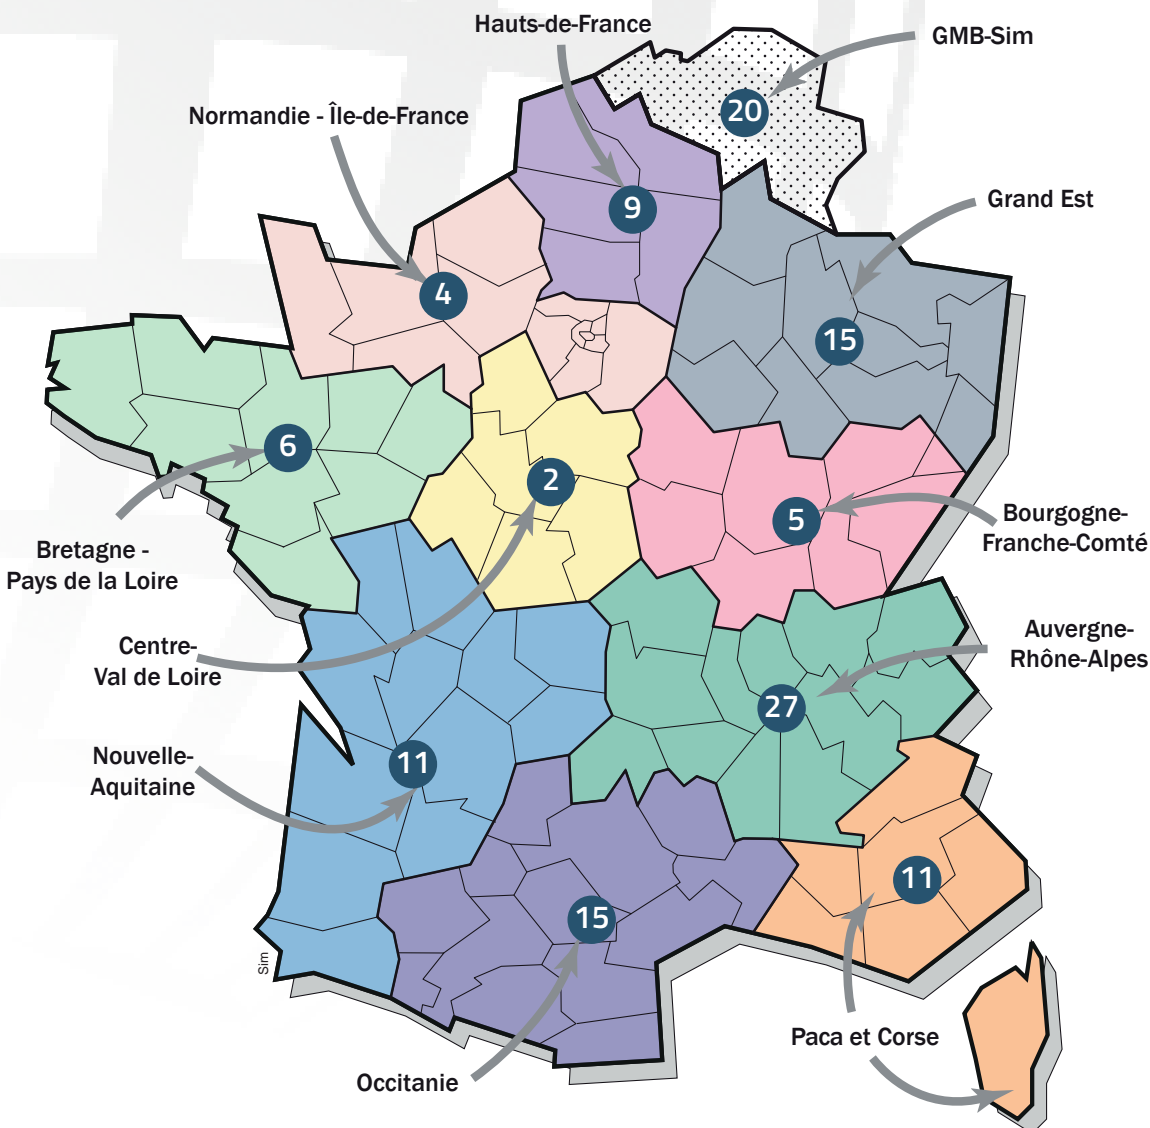 Hauts-de-France
GMB-Sim
20
Normandie - Île-de-France
9
Grand Est
4
15
6
2
5
Bourgogne-
Franche-Comté
Bretagne -
Pays de la Loire
Centre-
Val de Loire
Auvergne-
Rhône-Alpes
27
Nouvelle-
Aquitaine
11
11
15
Sim
Paca et Corse
Occitanie